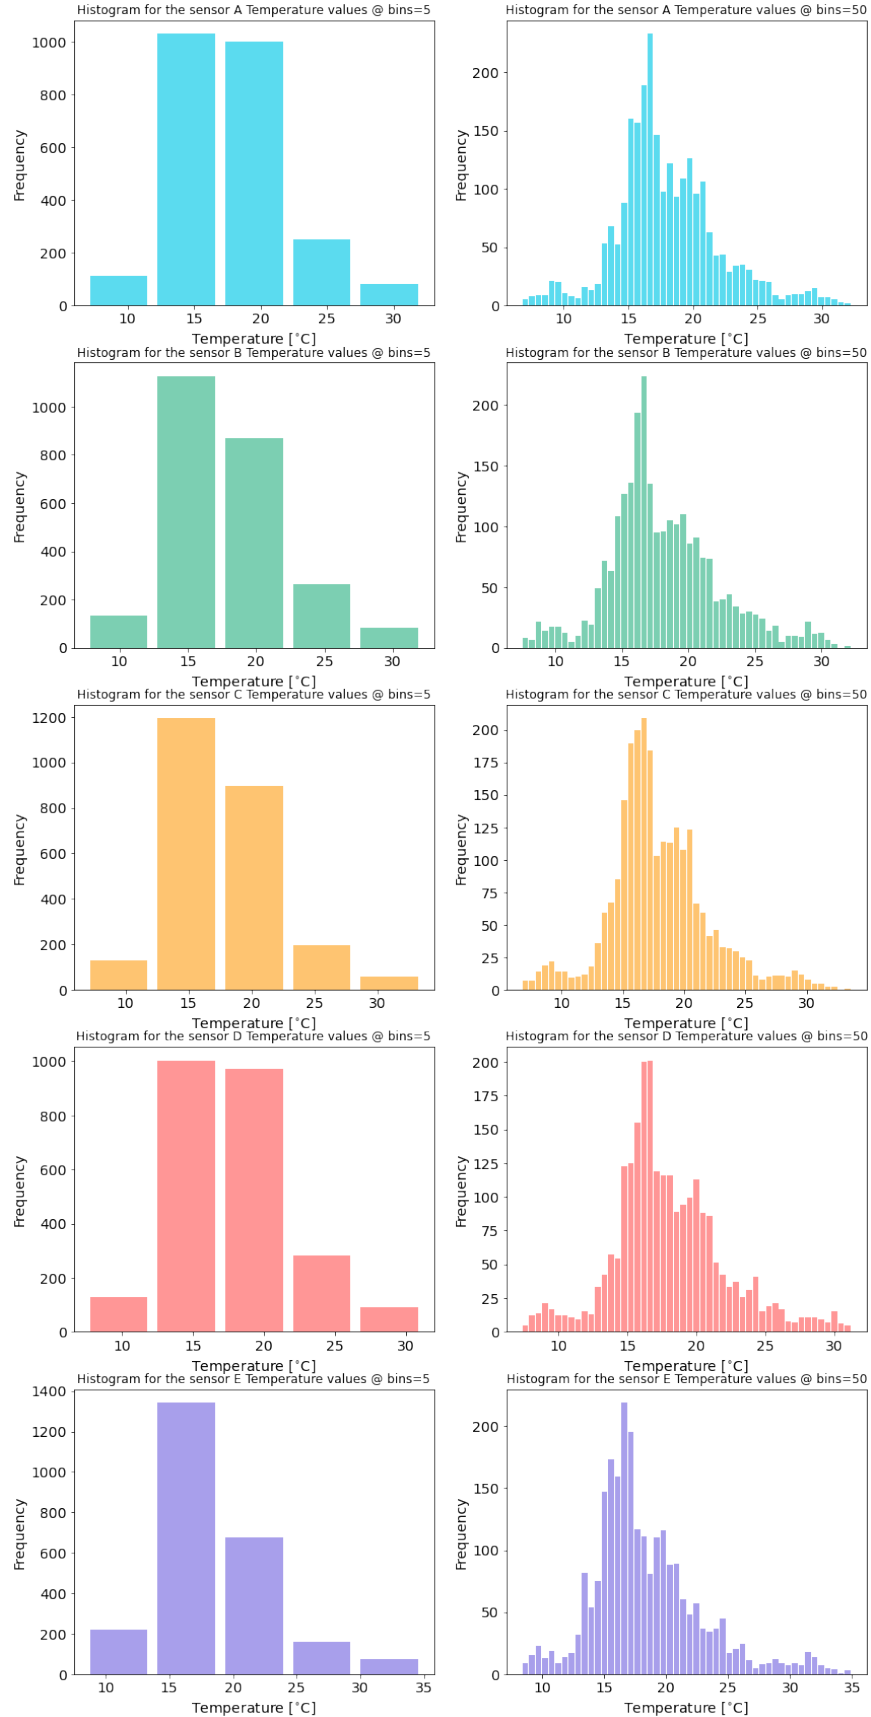 Histogram for the sensor A Temperature values @ bins=5
1000
800
600
400
200
0
Frequency
10 15 20 25 30
Temperature [˚C]
Histogram for the sensor A Temperature values @ bins=50
200
150
100
50
0
Frequency
10 15 20 25 30
Temperature [˚C]
Histogram for the sensor B Temperature values @ bins=5
1000
800
600
400
200
0
Frequency
10 15 20 25 30
Temperature [˚C]
Histogram for the sensor B Temperature values @ bins=50
200
150
100
50
0
Frequency
10 15 20 25 30
Temperature [˚C]
Histogram for the sensor C Temperature values @ bins=5
1200
1000
800
600
400
200
0
Frequency
10 15 20 25 30
Temperature [˚C]
Histogram for the sensor C Temperature values @ bins=50
200
175
150
125
100
75
50
25
0
Frequency
10 15 20 25 30
Temperature [˚C]
Histogram for the sensor D Temperature values @ bins=5
1000
800
600
400
200
0
Frequency
10 15 20 25 30
Temperature [˚C]
Histogram for the sensor D Temperature values @ bins=50
200
175
150
125
100
75
50
25
0
Frequency
10 15 20 25 30
Temperature [˚C]
Histogram for the sensor E Temperature values @ bins=5
1400
1200
1000
800
600
400
200
0
Frequency
10 15 20 25 30 35
Temperature [˚C]
Histogram for the sensor E Temperature values @ bins=50
200
150
100
50
0
Frequency
10 15 20 25 30 35
Temperature [˚C]